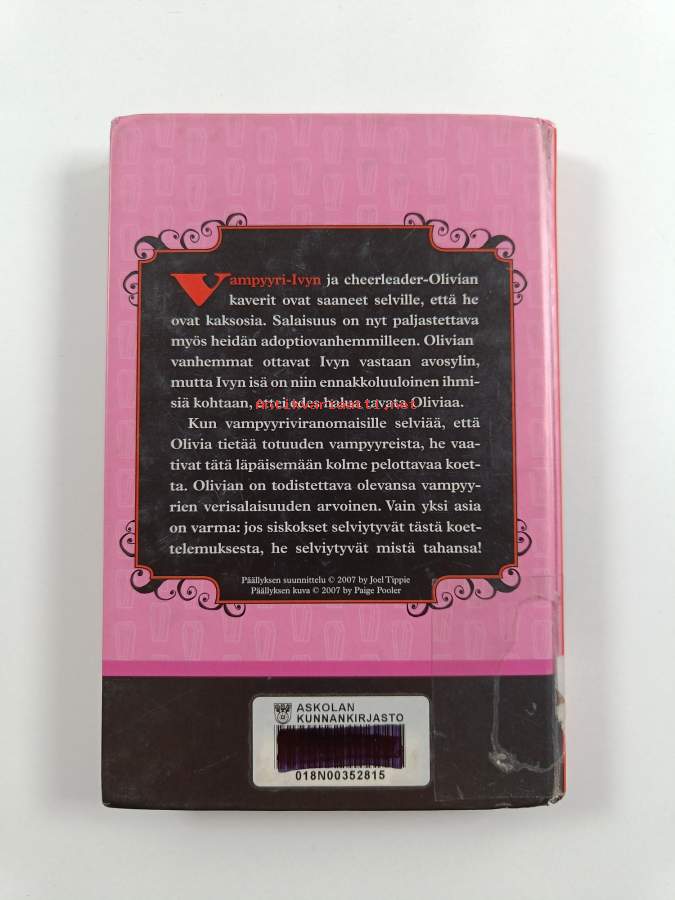 Vampyyri-Ivyn ja cheerleader-Olivian
kaverit ovat saaneet selville, että he
ovat kaksosia. Salaisuus on nyt paljastettava
myös heidän adoptiovanhemmilleen. Olivian
vanhemmat ottavat Ivyn vastaan avosylin,
mutta Ivyn isä on niin ennakkoluuloinen ihmi-
siä kohtaan, ettei edes halua tavata Oliviaa.
Antikvariaatti.net
Kun vampyyriviranomaisille selviää, että
Olivia tietää totuuden vampyyreista, he vaa-
tivat tätä läpäisemään kolme pelottavaa koet-
ta. Olivian on todistettava olevansa vampyy-
rien verisalaisuuden arvoinen. Vain yksi asia
on varma: jos siskokset selviytyvät tästä koet-
telemuksesta, he selviytyvät mistä tahansa!
Päällyksen suunnittelu © 2007 by Joel Tippie
Päällyksen kuva © 2007 by Paige Pooler
ASKOLAN
KUNNANKIRJASTO
018N00352815